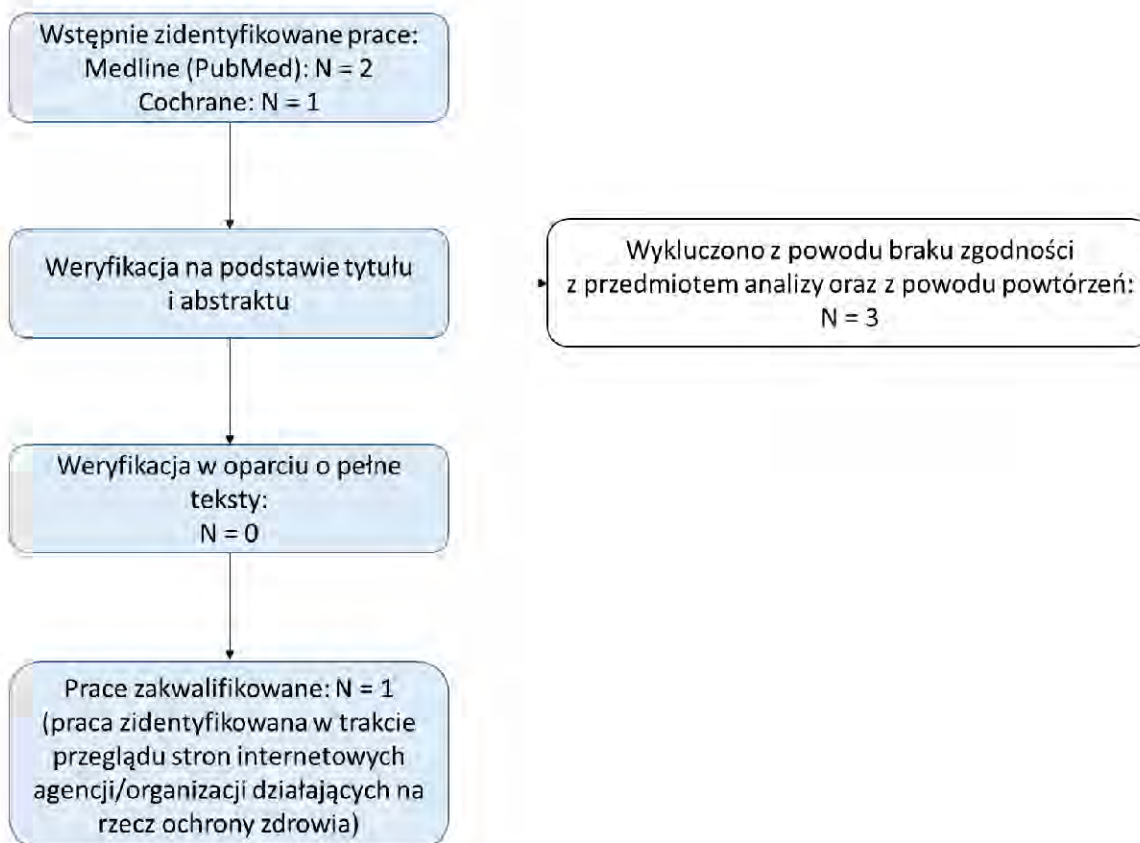 Wstępnie zidentyfikowane prace:
Medline (PubMed): N = 2
Cochrane: N = 1
Weryfikacja na podstawie tytułu
i abstraktu
Wykluczono z powodu braku zgodności
z przedmiotem analizy oraz z powodu powtórzeń:
N = 3
Weryfikacja w oparciu o pełne
teksty:
N = 0
Prace zakwalifikowane: N = 1
(praca zidentyfikowana w trakcie
przeglądu stron internetowych
agencji/organizacji działających na
rzecz ochrony zdrowia)